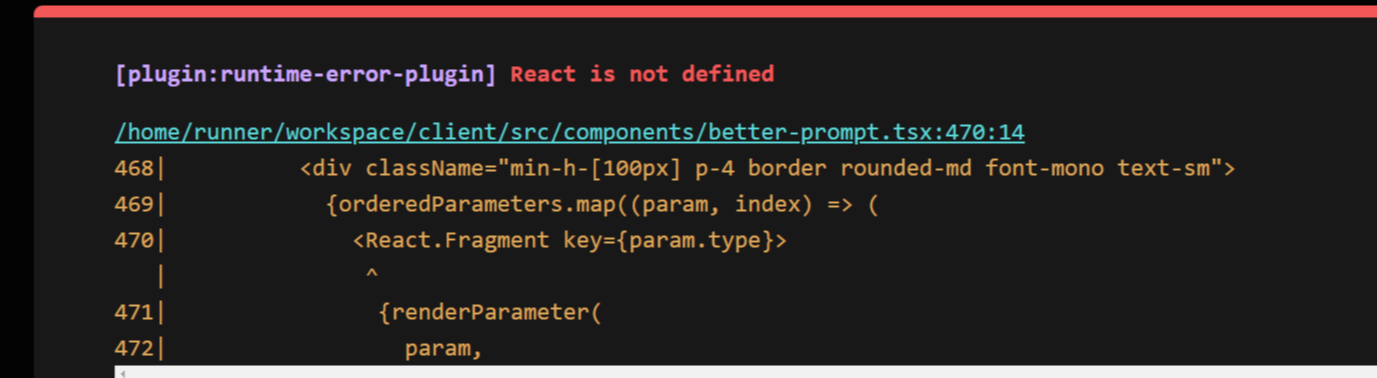 [plugin:runtime-error-plugin] React is not defined
/home/runner/workspace/client/src/components/better-prompt.tsx:470:14
468|          <div className="min-h-[100px] p-4 border rounded-md font-mono text-sm">
469|            {orderedParameters.map((param, index) => (
470|              <React.Fragment key={param.type}>
   |               ^
471|                {renderParameter(
472|                  param,